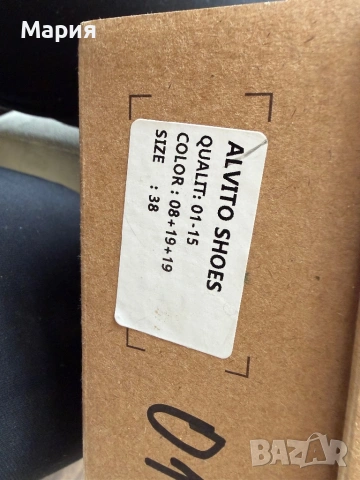 Мария
ALVITO SHOES
QUALIT: 01-15
COLOR : 08+19+19
SIZE : 38
BAZAR